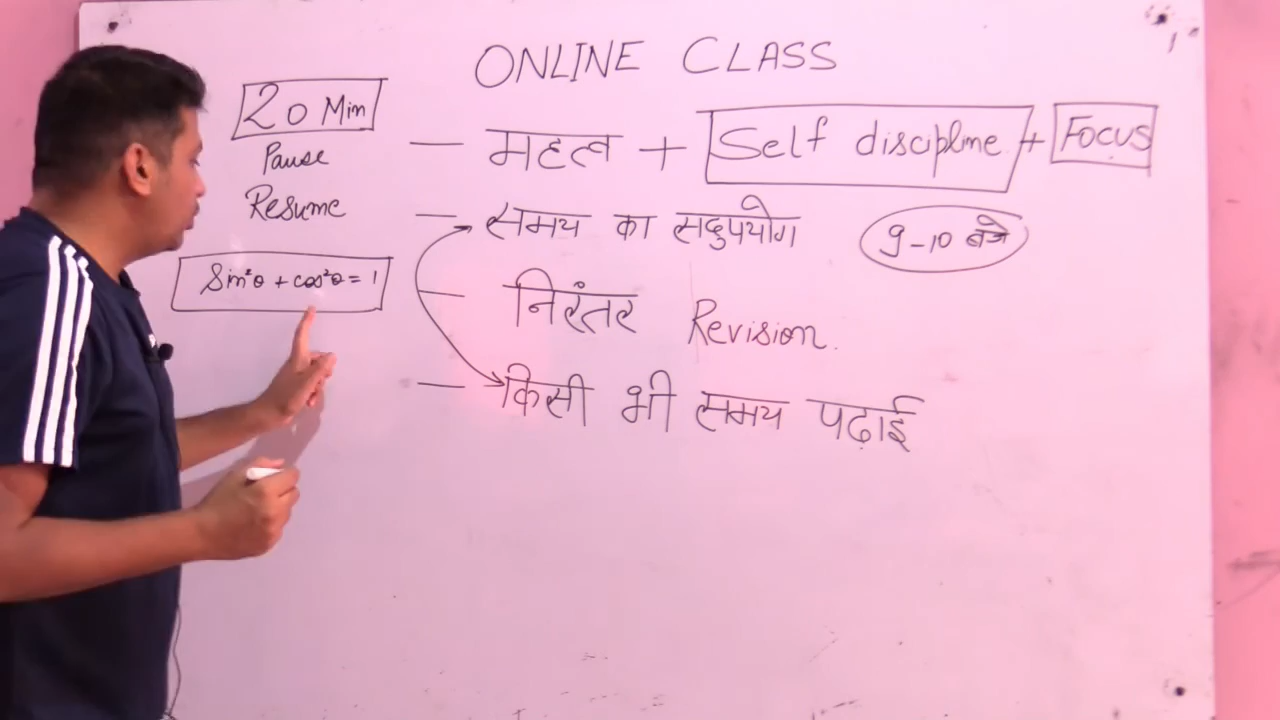 ONLINE CLASS
20 Min
Pause
Resume
Sin²θ + cos²θ = 1
— महत्व + Self discipline + Focus
— समय का सदुपयोग 9-10 बजे
— निरंतर Revision.
— किसी भी समय पढ़ाई